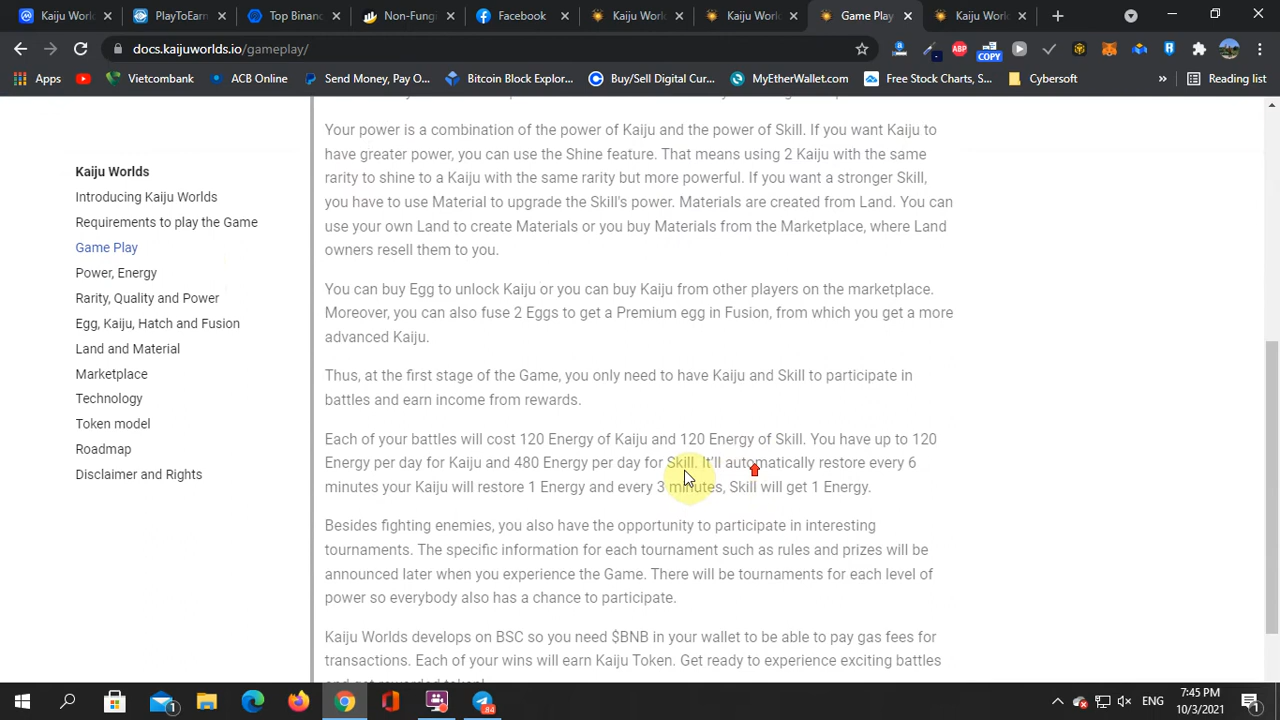 Kaiju Wor
PlayToEarn
Top Binanc
Non-Fungi
Facebook
Kaiju Wor
Kaiju Wor
Game Play
Kaiju Wor
docs.kaijuworlds.io/gameplay/
ABP
COPY
Apps
Vietcombank
ACB Online
Send Money, Pay O...
Bitcoin Block Explor...
Buy/Sell Digital Cur...
MyEtherWallet.com
Free Stock Charts, S...
Cybersoft
»
Reading list
Kaiju Worlds
Introducing Kaiju Worlds
Requirements to play the Game
Game Play
Power, Energy
Rarity, Quality and Power
Egg, Kaiju, Hatch and Fusion
Land and Material
Marketplace
Technology
Token model
Roadmap
Disclaimer and Rights
Your power is a combination of the power of Kaiju and the power of Skill. If you want Kaiju to
have greater power, you can use the Shine feature. That means using 2 Kaiju with the same
rarity to shine to a Kaiju with the same rarity but more powerful. If you want a stronger Skill,
you have to use Material to upgrade the Skill's power. Materials are created from Land. You can
use your own Land to create Materials or you buy Materials from the Marketplace, where Land
owners resell them to you.
You can buy Egg to unlock Kaiju or you can buy Kaiju from other players on the marketplace.
Moreover, you can also fuse 2 Eggs to get a Premium egg in Fusion, from which you get a more
advanced Kaiju.
Thus, at the first stage of the Game, you only need to have Kaiju and Skill to participate in
battles and earn income from rewards.
Each of your battles will cost 120 Energy of Kaiju and 120 Energy of Skill. You have up to 120
Energy per day for Kaiju and 480 Energy per day for Skill. It'll automatically restore every 6
minutes your Kaiju will restore 1 Energy and every 3 minutes, Skill will get 1 Energy.
Besides fighting enemies, you also have the opportunity to participate in interesting
tournaments. The specific information for each tournament such as rules and prizes will be
announced later when you experience the Game. There will be tournaments for each level of
power so everybody also has a chance to participate.
Kaiju Worlds develops on BSC so you need $BNB in your wallet to be able to pay gas fees for
transactions. Each of your wins will earn Kaiju Token. Get ready to experience exciting battles
1
84
ENG
7:45 PM
10/3/2021
1